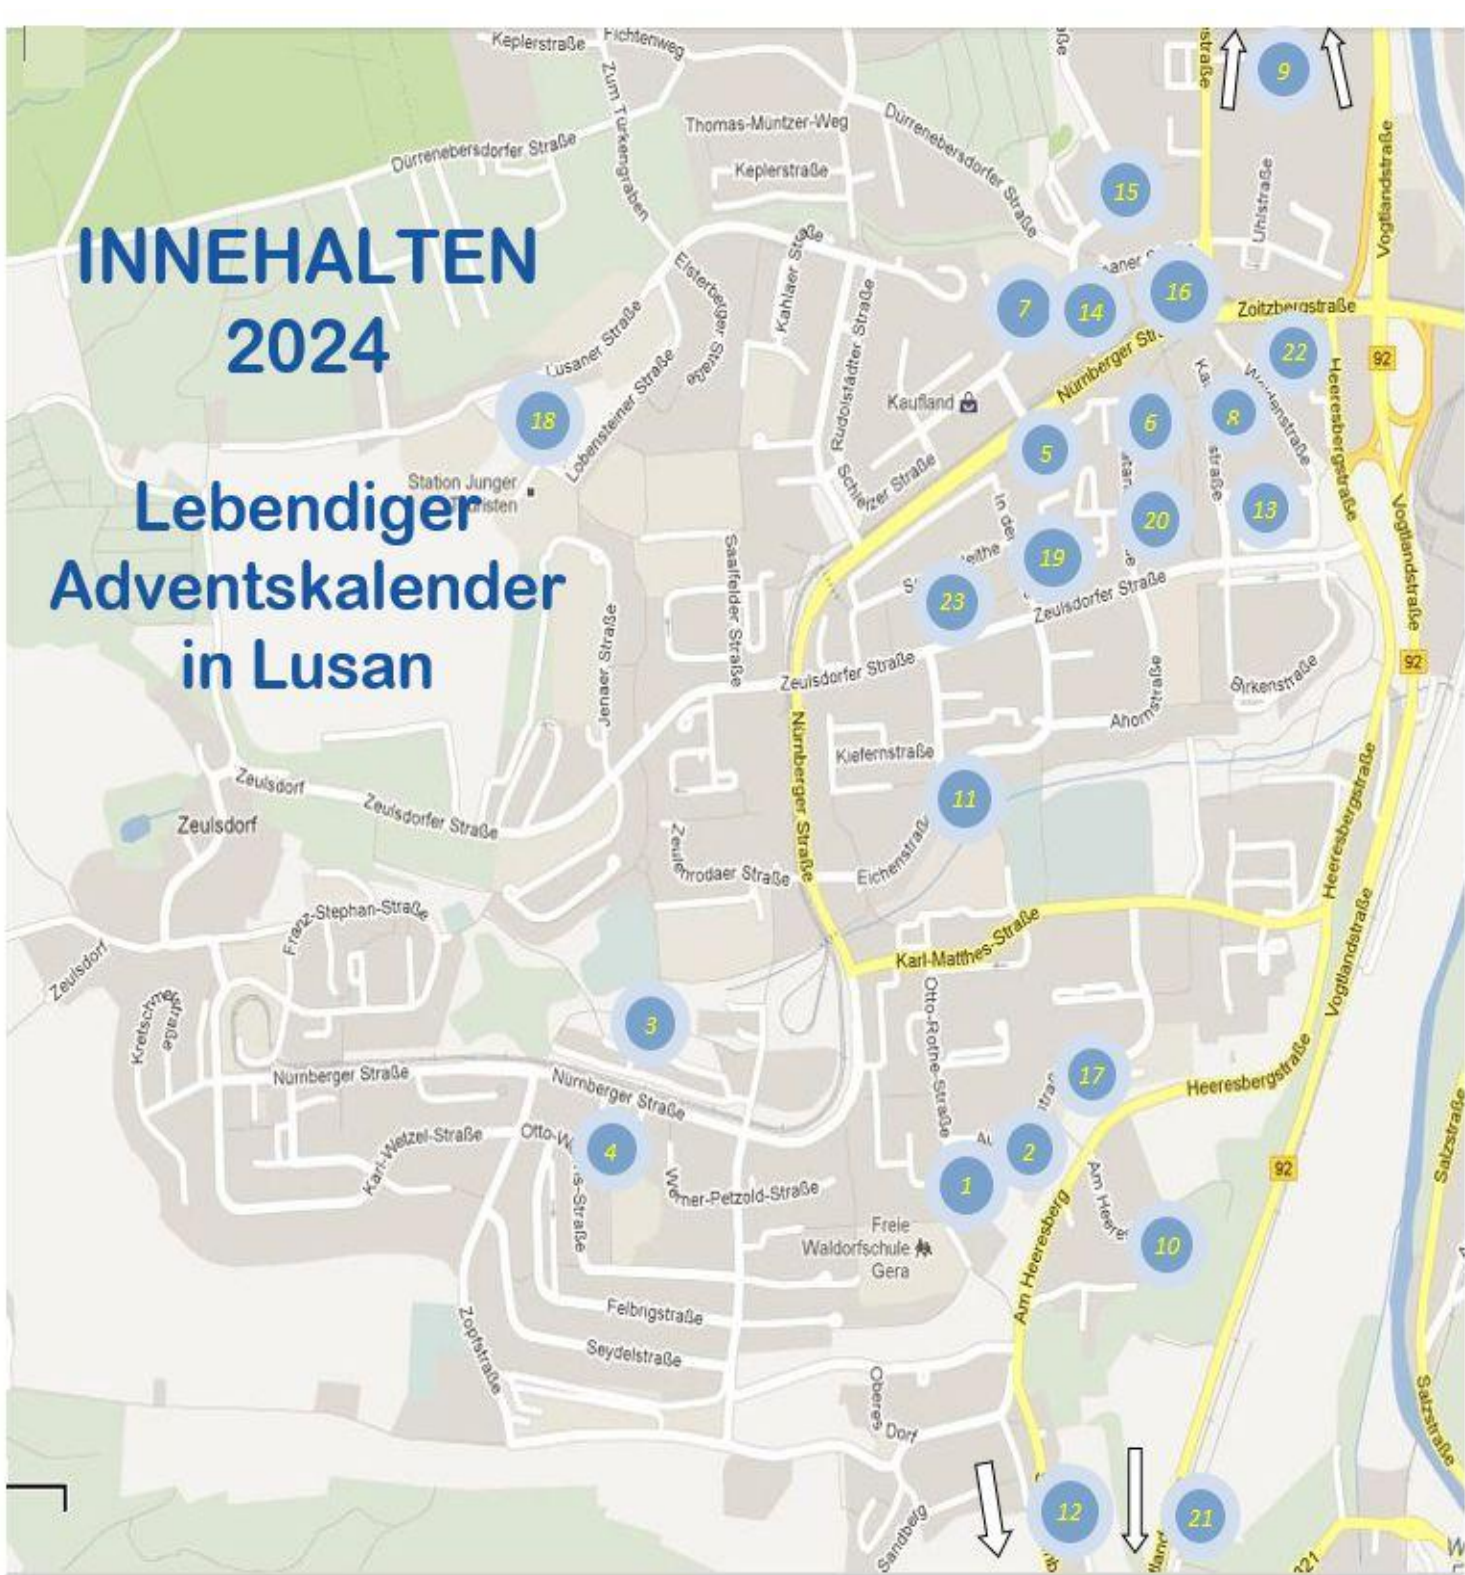 INNEHALTEN
2024
Lebendiger
Adventskalender
in Lusan
Keplerstraße
Fichtenweg
Zum Türkengraben
Thomas-Müntzer-Weg
Keplerstraße
Dürrenebersdorfer Straße
Dürrenebersdorfer Straße
9
15
Uhlstraße
Vogtlandstraße
Elsterberger Straße
Kahlaer Straße
Rudolstädter Straße
Lusaner Straße
Lobensteiner Straße
7
14
16
Zoitzbergstraße
22
92
Heeresbergstraße
Nürnberger Str
Kaufland
18
6
8
5
Station Junger
Schleizer Straße
straße
13
20
19
23
Zeulsdorfer Straße
Vogtlandstraße
92
Saalfelder Straße
Jenaer Straße
Zeulsdorfer Straße
Birkenstraße
Ahornstraße
Kiefernstraße
Nürnberger Straße
11
Zeulsdorf
Zeulsdorfer Straße
Zeulsdorf
Zeulenrodaer Straße
Eichenstraß
Heeresbergstraße
Franz-Stephan-Straße
Karl-Matthes-Straße
Zeulsdorf
Vogtlandstraße
Kretschmerstraße
Otto-Rothe-Straße
3
Nürnberger Straße
Nürnberger Straße
17
Heeresbergstraße
Karl-Wetzel-Straße
4
2
1
Werner-Petzold-Straße
92
Salzstraße
Am Heeresberg
10
Freie
Waldorfschule
Gera
Felbrigstraße
Seydelstraße
Zopfstraße
Oberes Dorf
Salzstraße
12
21
Sandberg